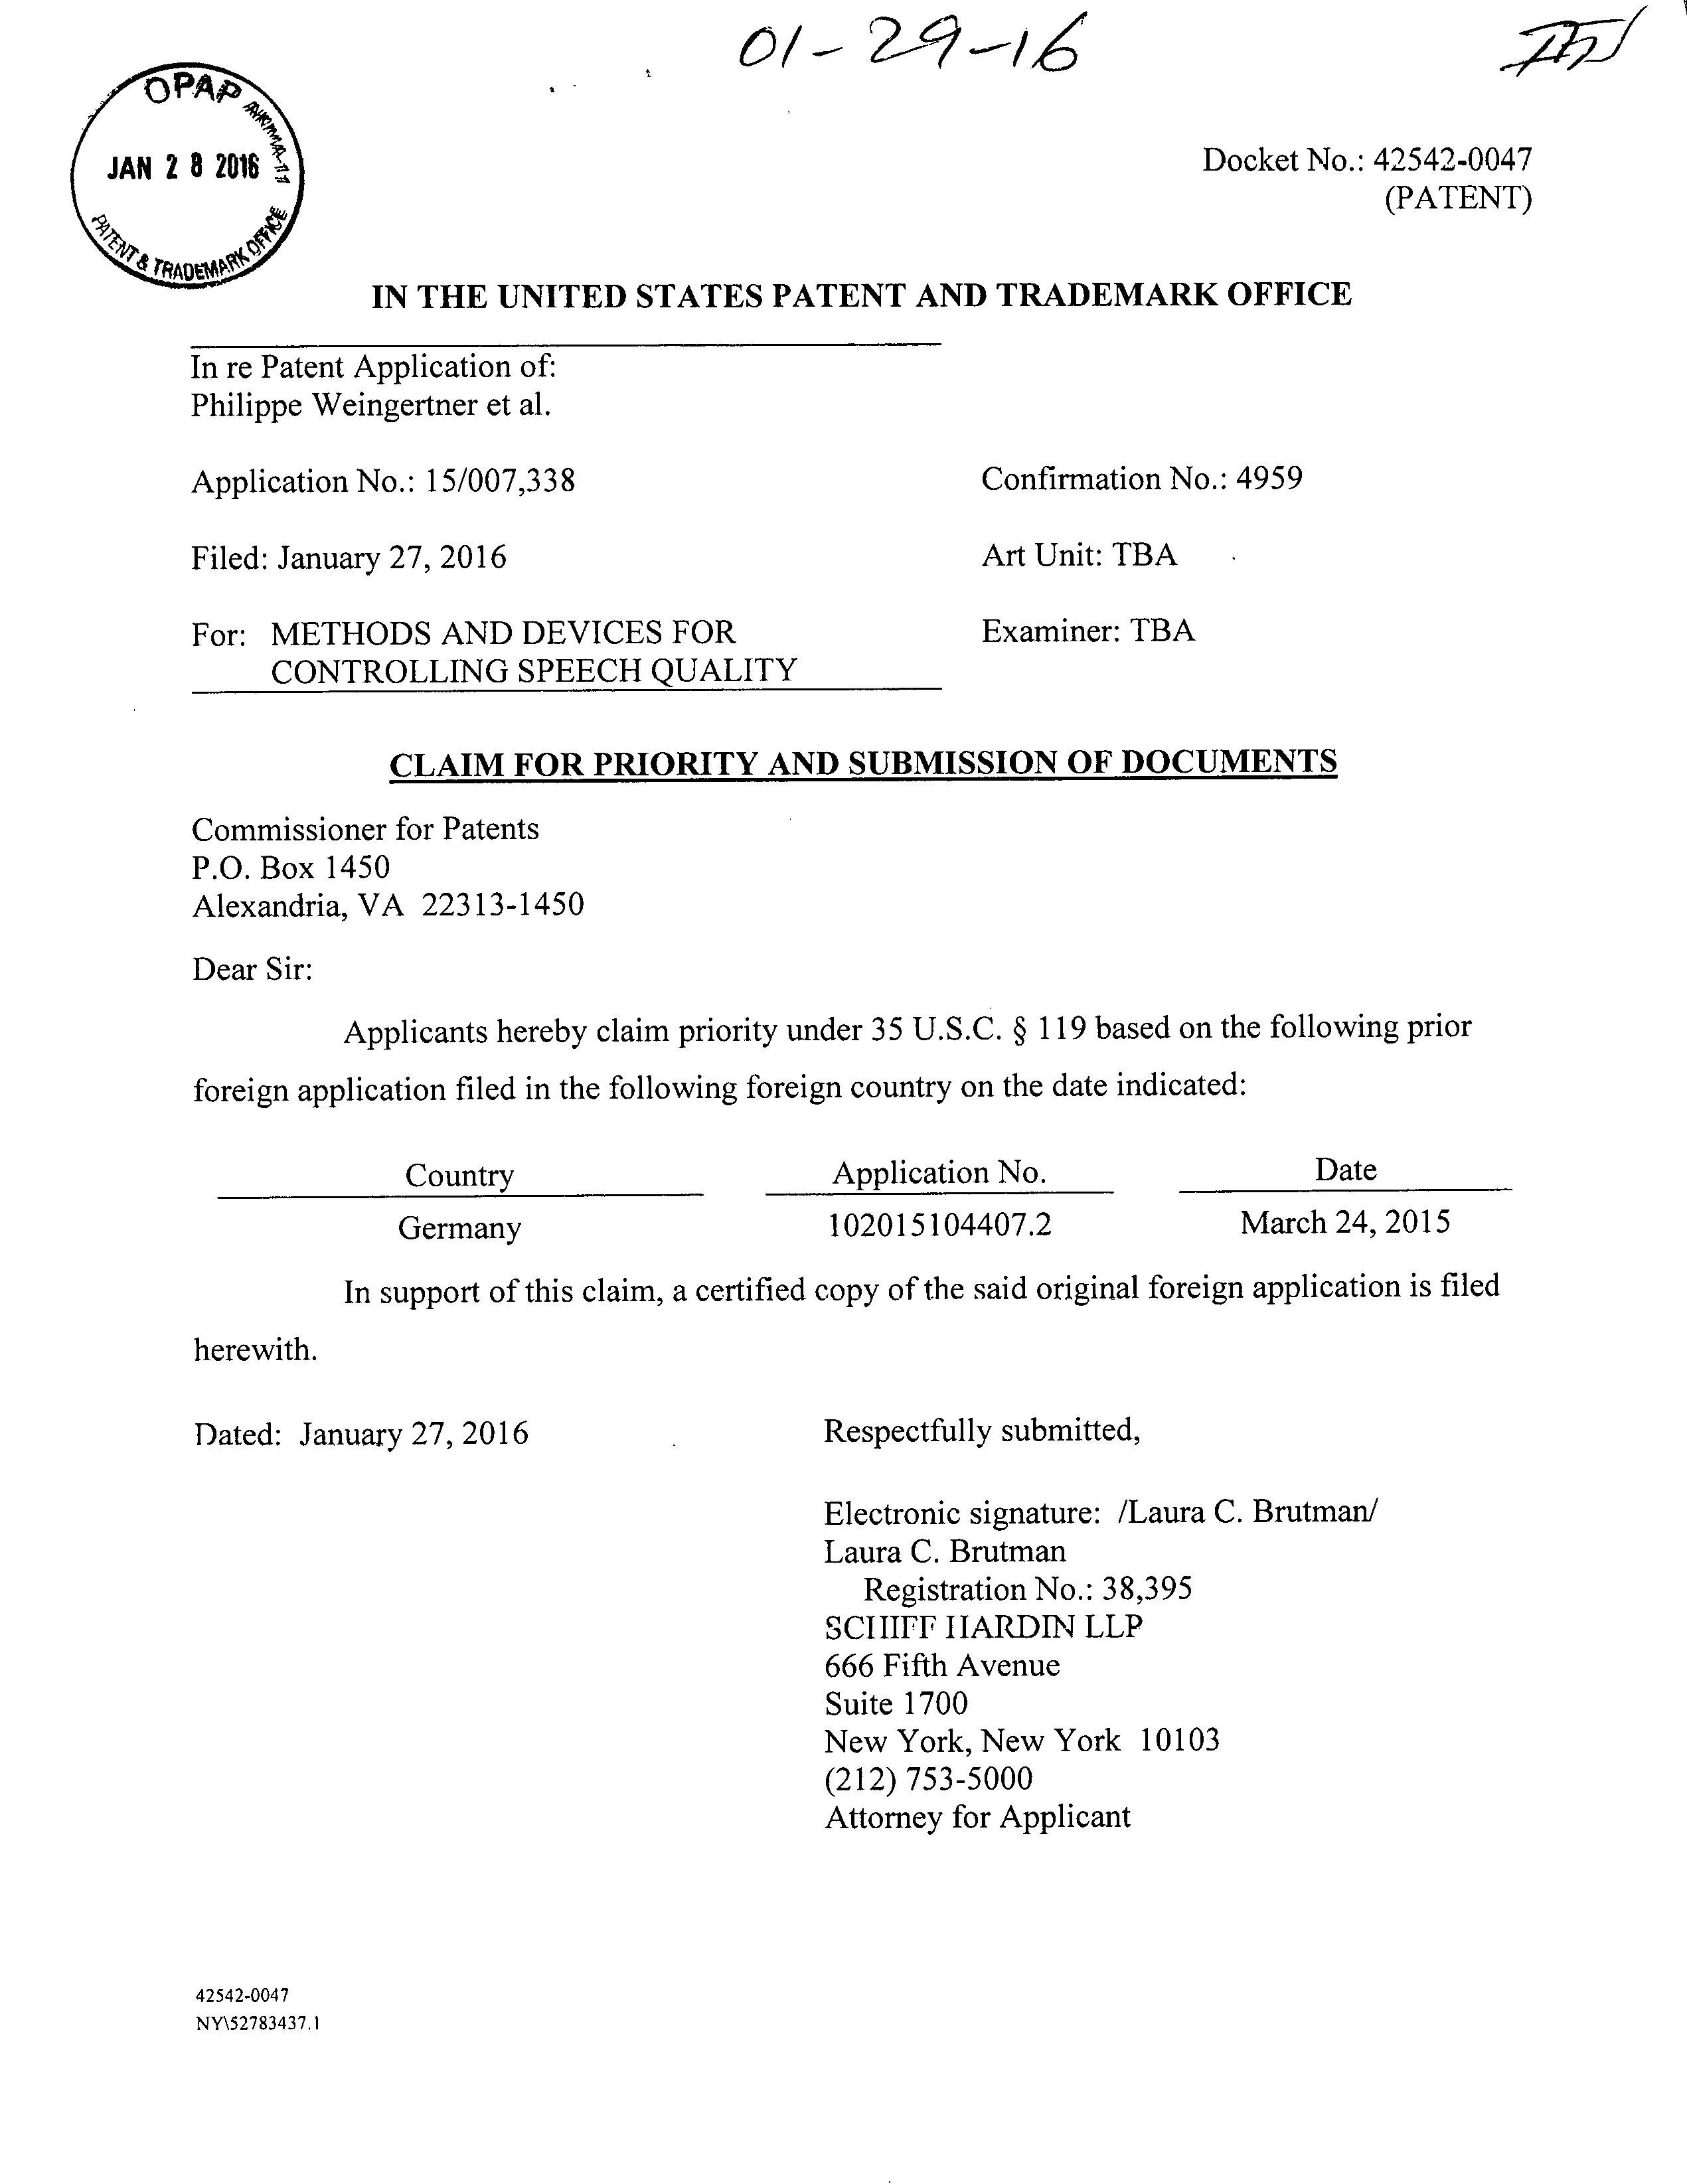 01-29-16
OPAP
JAN 2 8 2016
PATENT & TRADEMARK OFFICE
Docket No.: 42542-0047
(PATENT)
IN THE UNITED STATES PATENT AND TRADEMARK OFFICE
In re Patent Application of:
Philippe Weingertner et al.
Application No.: 15/007,338
Confirmation No.: 4959
Filed: January 27, 2016
Art Unit: TBA
For: METHODS AND DEVICES FOR
CONTROLLING SPEECH QUALITY
Examiner: TBA
CLAIM FOR PRIORITY AND SUBMISSION OF DOCUMENTS
Commissioner for Patents
P.O. Box 1450
Alexandria, VA 22313-1450
Dear Sir:
Applicants hereby claim priority under 35 U.S.C. § 119 based on the following prior
foreign application filed in the following foreign country on the date indicated:
Country Application No. Date
Germany 102015104407.2 March 24, 2015
In support of this claim, a certified copy of the said original foreign application is filed
herewith.
Dated: January 27, 2016
Respectfully submitted,
Electronic signature: /Laura C. Brutman/
Laura C. Brutman
Registration No.: 38,395
SCHIFF HARDIN LLP
666 Fifth Avenue
Suite 1700
New York, New York 10103
(212) 753-5000
Attorney for Applicant
42542-0047
NY\52783437.1